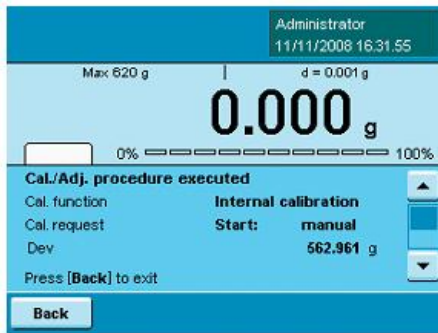 Administrator
11/11/2008 16.31.55
Max 620 g d = 0.001 g
0.000 g
0% 100%
Cal./Adj. procedure executed
Cal. function Internal calibration
Cal. request Start: manual
Dev 562.961 g
Press [Back] to exit
Back